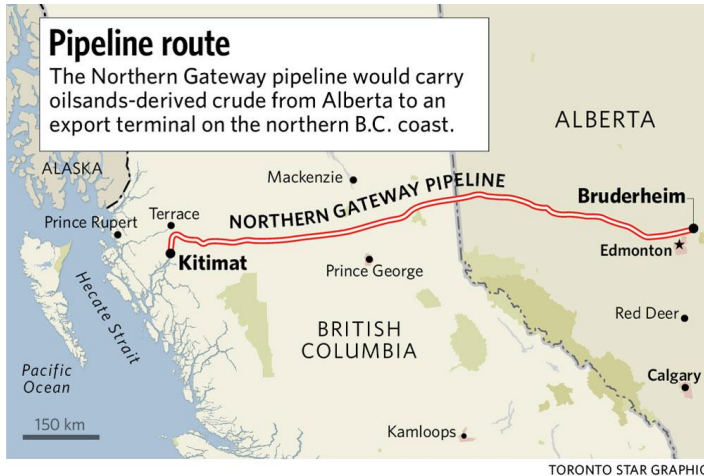 Pipeline route
The Northern Gateway pipeline would carry
oilsands-derived crude from Alberta to an
export terminal on the northern B.C. coast.
ALBERTA
ALASKA
Mackenzie
NORTHERN GATEWAY PIPELINE
Bruderheim
Prince Rupert
Terrace
Edmonton
Kitimat
Prince George
Hecate Strait
Red Deer
BRITISH
COLUMBIA
Pacific
Ocean
Calgary
150 km
Kamloops
TORONTO STAR GRAPHIC